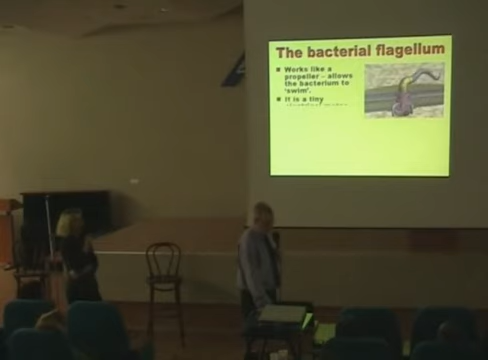 The bacterial flagellum
Works like a
propeller – allows
the bacterium to
'swim'.
It is a tiny